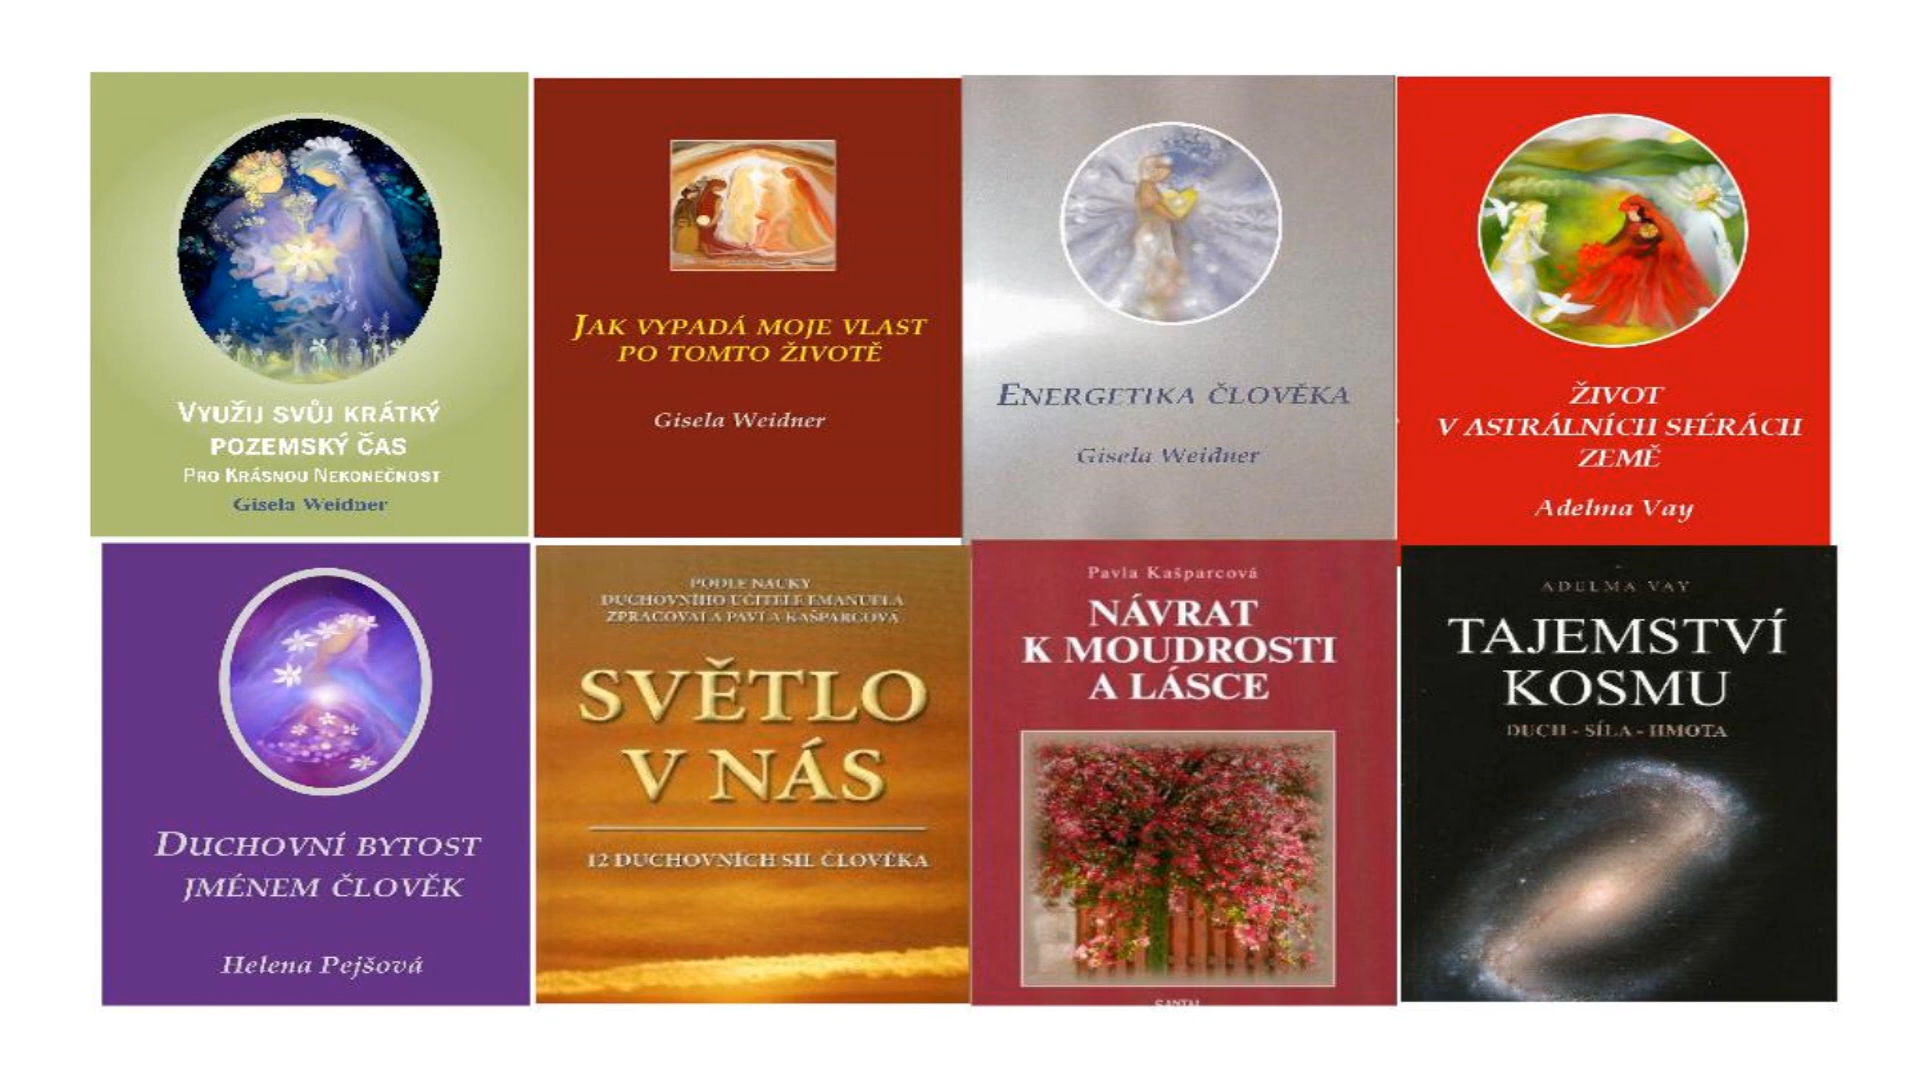 VYUŽIJ SVŮJ KRÁTKÝ
POZEMSKÝ ČAS
PRO KRÁSNOU NEKONEČNOST
Gisela Weidner
JAK VYPADÁ MOJE VLAST
PO TOMTO ŽIVOTĚ
Gisela Weidner
ENERGETIKA ČLOVĚKA
Gisela Weidner
ŽIVOT
V ASTRÁLNÍCH SFÉRÁCH
ZEMĚ
Adelma Vay
DUCHOVNÍ BYTOST
JMÉNEM ČLOVĚK
Helena Pejšová
PODLE NAUKY
DUCHOVNÍHO UČITELE EMANUELA
ZPRACOVALA PAVLA KAŠPARCOVÁ
SVĚTLO
V NÁS
12 DUCHOVNÍCH SIL ČLOVĚKA
Pavla Kašparcová
NÁVRAT
K MOUDROSTI
A LÁSCE
SANTAL
ADELMA VAY
TAJEMSTVÍ
KOSMU
DUCH - SÍLA - HMOTA